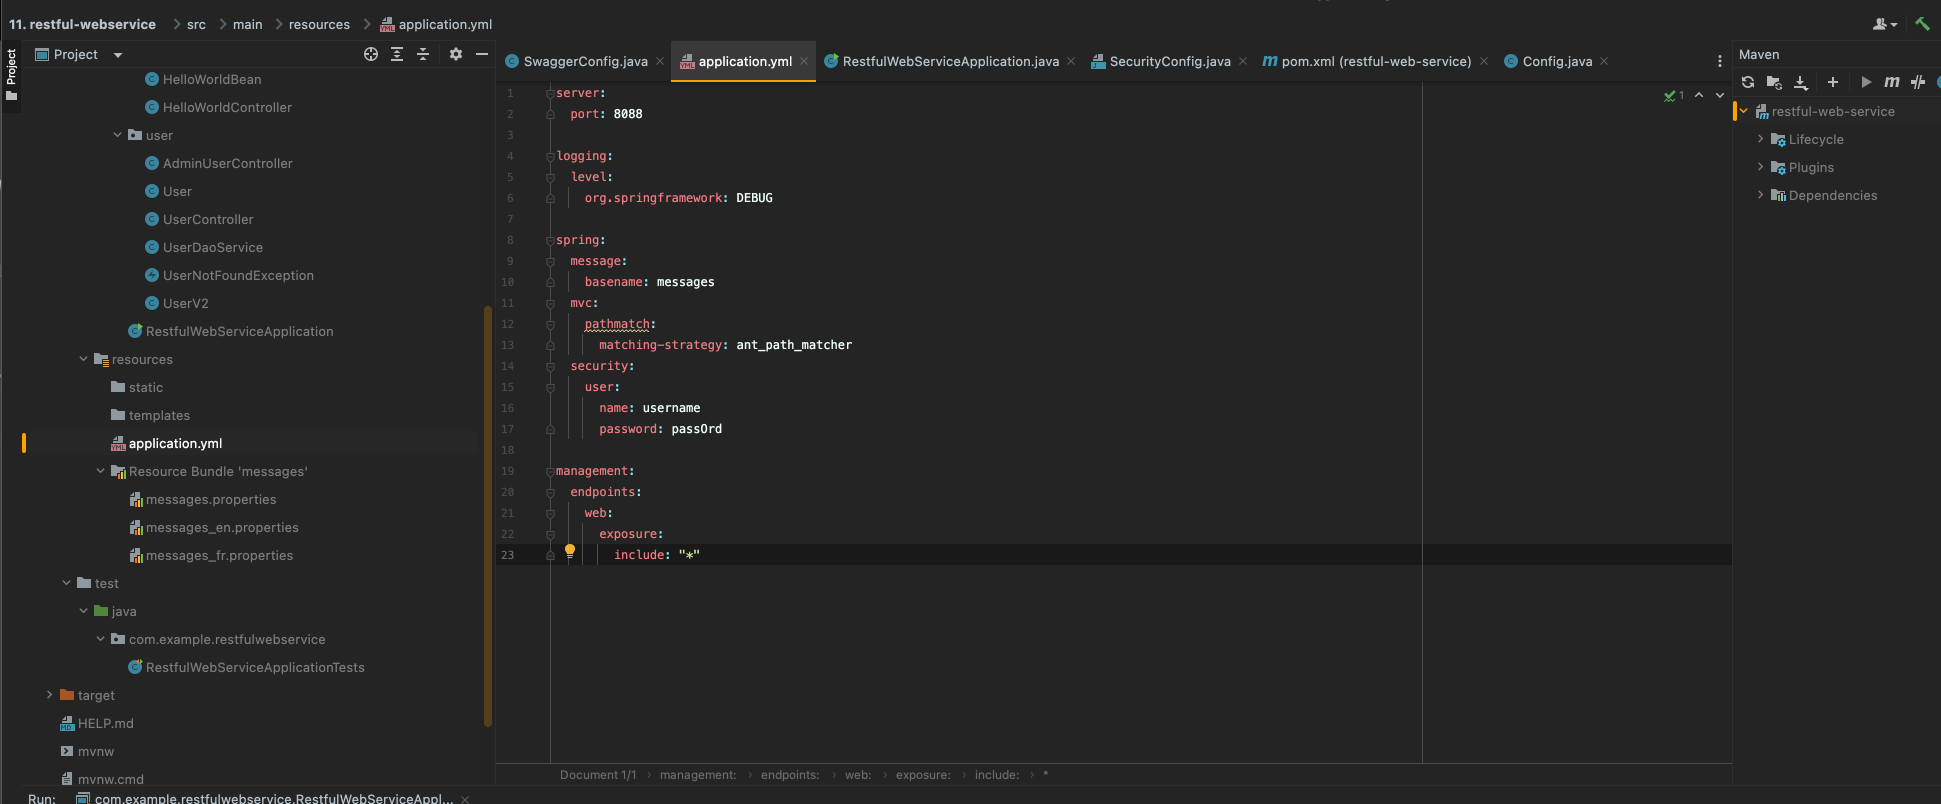 11. restful-webservice > src > main > resources > application.yml
Project
Project
HelloWorldBean
HelloWorldController
user
AdminUserController
User
UserController
UserDaoService
UserNotFoundException
UserV2
RestfulWebServiceApplication
resources
static
templates
application.yml
Resource Bundle 'messages'
messages.properties
messages_en.properties
messages_fr.properties
test
java
com.example.restfulwebservice
RestfulWebServiceApplicationTests
target
HELP.md
mvnw
mvnw.cmd
SwaggerConfig.java application.yml RestfulWebServiceApplication.java SecurityConfig.java pom.xml (restful-web-service) Config.java
1 server:
2 port: 8088
3
4 logging:
5 level:
6 org.springframework: DEBUG
7
8 spring:
9 message:
10 basename: messages
11 mvc:
12 pathmatch:
13 matching-strategy: ant_path_matcher
14 security:
15 user:
16 name: username
17 password: pass0rd
18
19 management:
20 endpoints:
21 web:
22 exposure:
23 include: "*"
1
Document 1/1 > management: > endpoints: > web: > exposure: > include: > *
Maven
restful-web-service
Lifecycle
Plugins
Dependencies
Run: com.example.restfulwebservice.RestfulWebServiceAppl...